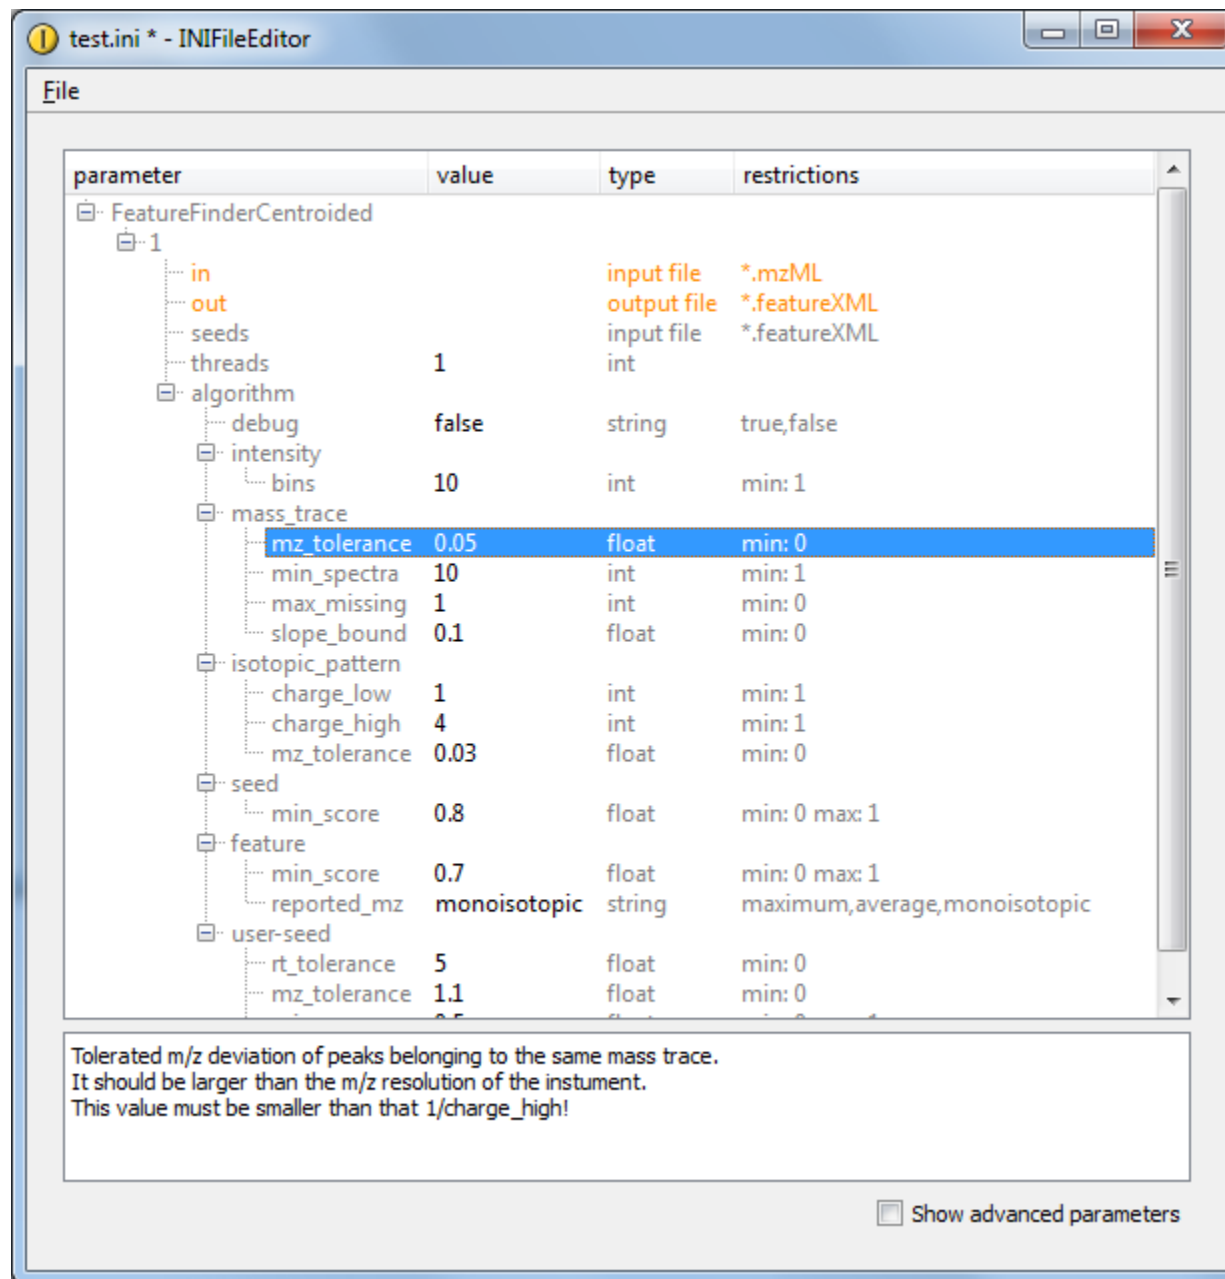 test.ini * - INIFileEditor
File
parameter value type restrictions
FeatureFinderCentroided
1
in input file *.mzML
out output file *.featureXML
seeds input file *.featureXML
threads 1 int
algorithm
debug false string true,false
intensity
bins 10 int min: 1
mass_trace
mz_tolerance 0.05 float min: 0
min_spectra 10 int min: 1
max_missing 1 int min: 0
slope_bound 0.1 float min: 0
isotopic_pattern
charge_low 1 int min: 1
charge_high 4 int min: 1
mz_tolerance 0.03 float min: 0
seed
min_score 0.8 float min: 0 max: 1
feature
min_score 0.7 float min: 0 max: 1
reported_mz monoisotopic string maximum,average,monoisotopic
user-seed
rt_tolerance 5 float min: 0
mz_tolerance 1.1 float min: 0
Tolerated m/z deviation of peaks belonging to the same mass trace.
It should be larger than the m/z resolution of the instument.
This value must be smaller than that 1/charge_high!
Show advanced parameters